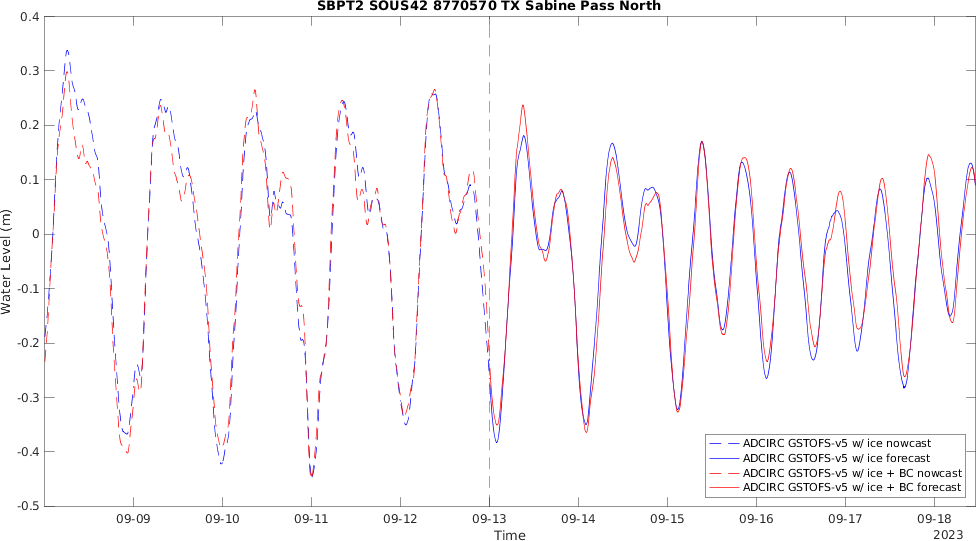 SBPT2 SOUS42 8770570 TX Sabine Pass North
0.4
0.3
0.2
0.1
0
-0.1
-0.2
-0.3
-0.4
-0.5
Water Level (m)
ADCIRC GSTOFS-v5 w/ ice nowcast
ADCIRC GSTOFS-v5 w/ ice forecast
ADCIRC GSTOFS-v5 w/ ice + BC nowcast
ADCIRC GSTOFS-v5 w/ ice + BC forecast
09-09 09-10 09-11 09-12 09-13 09-14 09-15 09-16 09-17 09-18
Time
2023